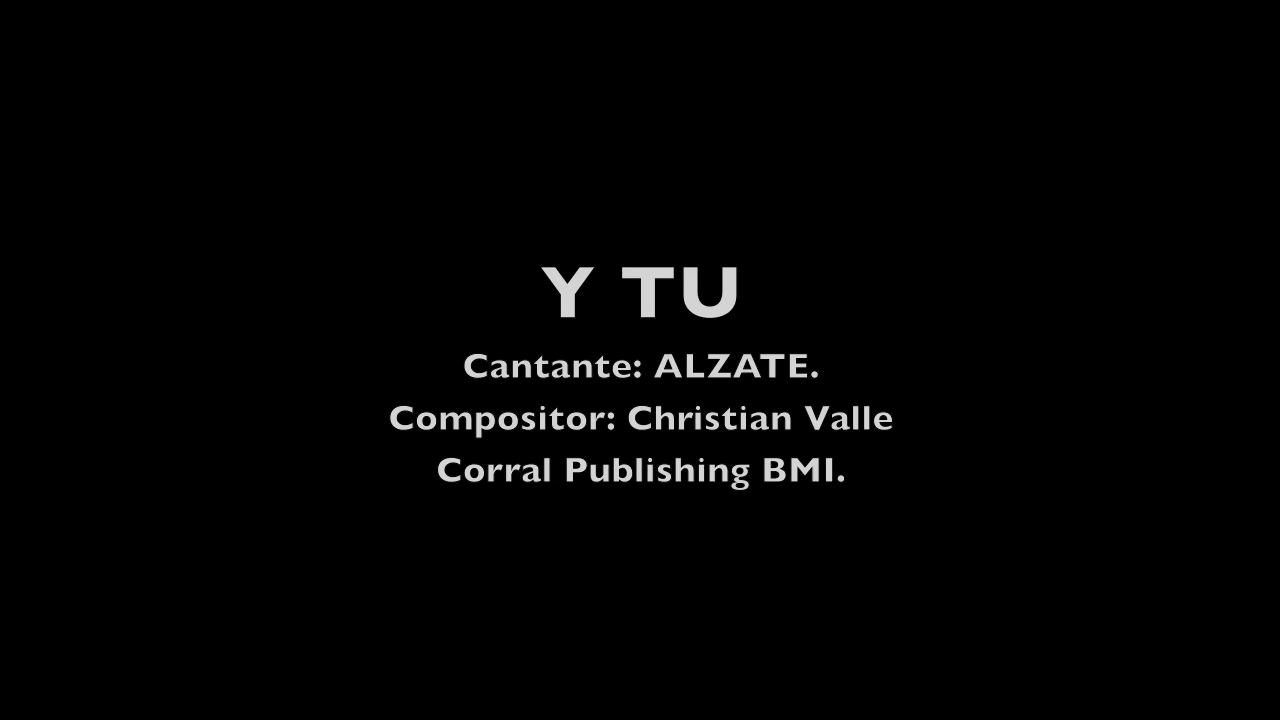 Y TU
Cantante: ALZATE.
Compositor: Christian Valle
Corral Publishing BMI.